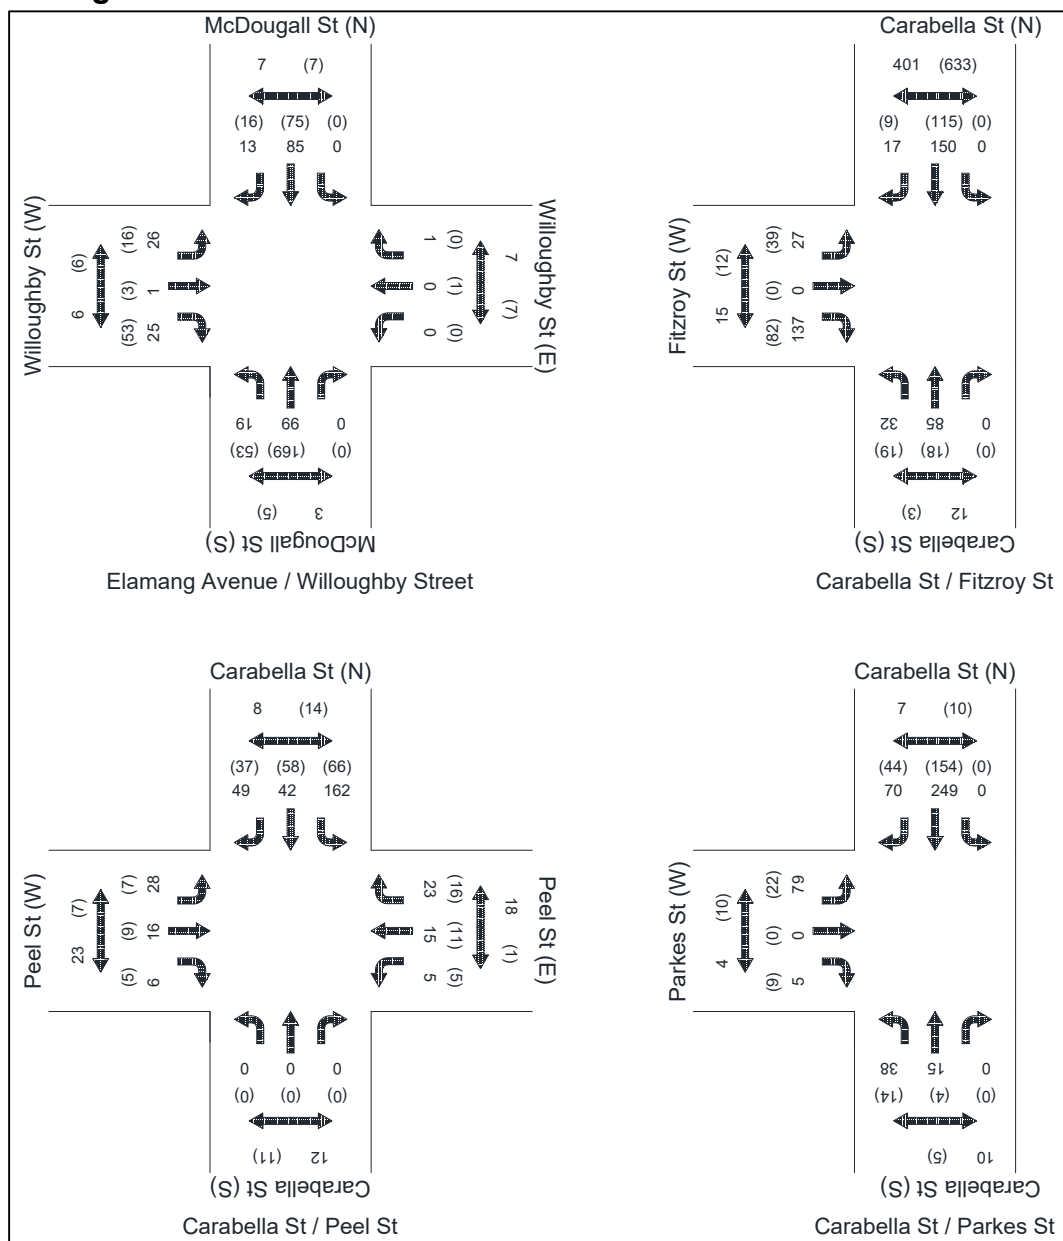 McDougall St (N)
7 (7)
(16) (75) (0)
13 85 0
Willoughby St (W)
6 (6)
(16) 26
(3) 1
(53) 25
1 (0)
0 (1)
0 (0)
7 (7)
Willoughby St (E)
19 66 0
(53) (169) (0)
3 (5)
McDougall St (S)
Elamang Avenue / Willoughby Street
Carabella St (N)
401 (633)
(9) (115) (0)
17 150 0
Fitzroy St (W)
15 (12)
(39) 27
(0) 0
(82) 137
32 58 0
(19) (18) (0)
12 (3)
Carabella St (S)
Carabella St / Fitzroy St
Carabella St (N)
8 (14)
(37) (58) (66)
49 42 162
Peel St (W)
23 (7)
(7) 28
(9) 16
(5) 6
23 (16)
15 (11)
5 (5)
18 (1)
Peel St (E)
0 0 0
(0) (0) (0)
12 (11)
Carabella St (S)
Carabella St / Peel St
Carabella St (N)
7 (10)
(44) (154) (0)
70 249 0
Parkes St (W)
4 (10)
(22) 79
(0) 0
(9) 5
38 15 0
(14) (4) (0)
10 (5)
Carabella St (S)
Carabella St / Parkes St